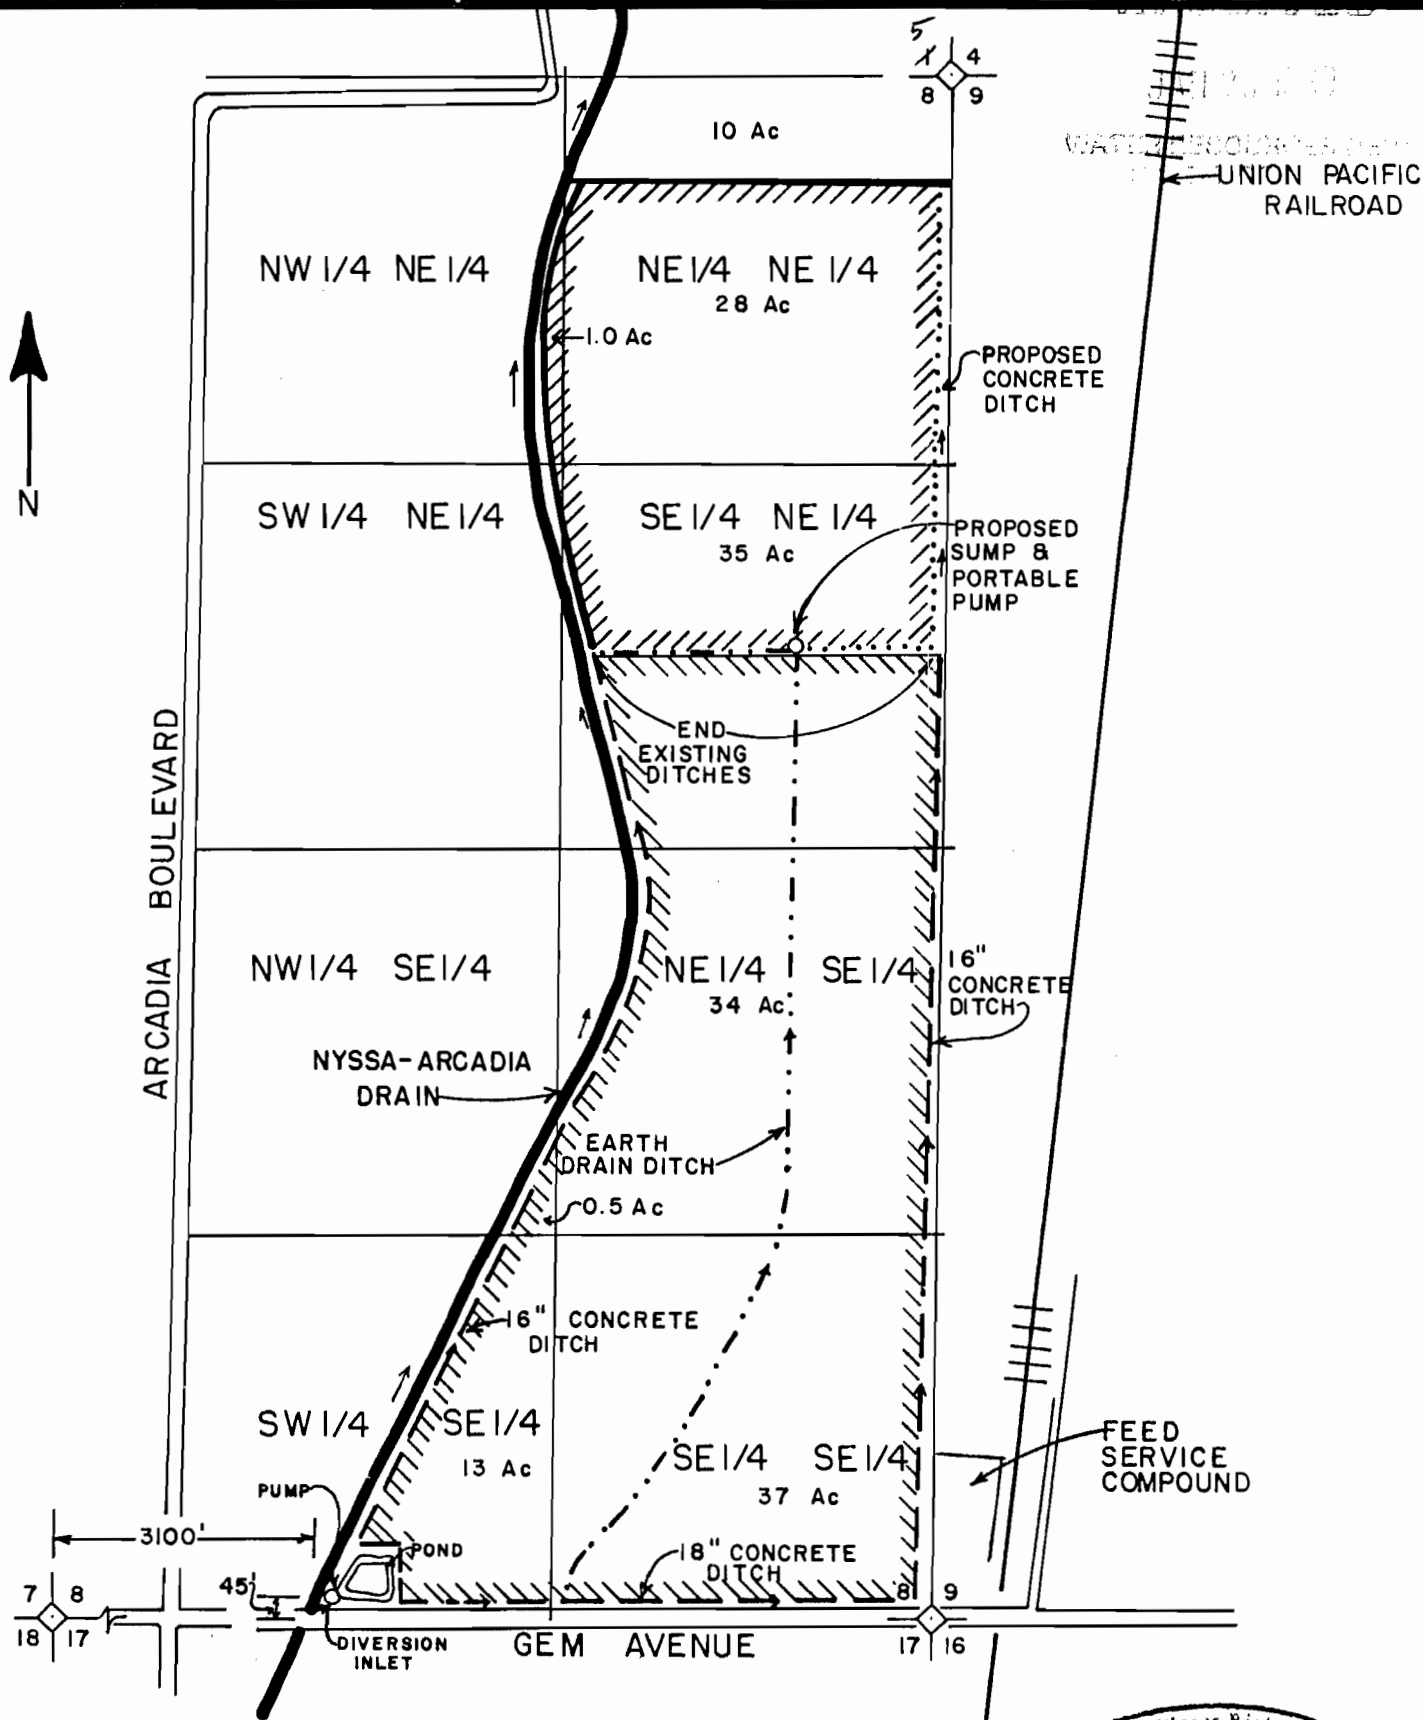 5
1 4
8 9
10 Ac
UNION PACIFIC
RAILROAD
NW 1/4 NE 1/4
NE 1/4 NE 1/4
28 Ac
1.0 Ac
PROPOSED
CONCRETE
DITCH
N
SW 1/4 NE 1/4
SE 1/4 NE 1/4
35 Ac
PROPOSED
SUMP &
PORTABLE
PUMP
END
EXISTING
DITCHES
ARCADIA BOULEVARD
NW 1/4 SE 1/4
NE 1/4 SE 1/4
34 Ac
16"
CONCRETE
DITCH
NYSSA-ARCADIA
DRAIN
EARTH
DRAIN DITCH
0.5 Ac
16" CONCRETE
DITCH
SW 1/4 SE 1/4
13 Ac
SE 1/4 SE 1/4
37 Ac
FEED
SERVICE
COMPOUND
PUMP
3100'
POND
18" CONCRETE
DITCH
45'
7 8
18 17
8 9
17 16
DIVERSION
INLET
GEM AVENUE